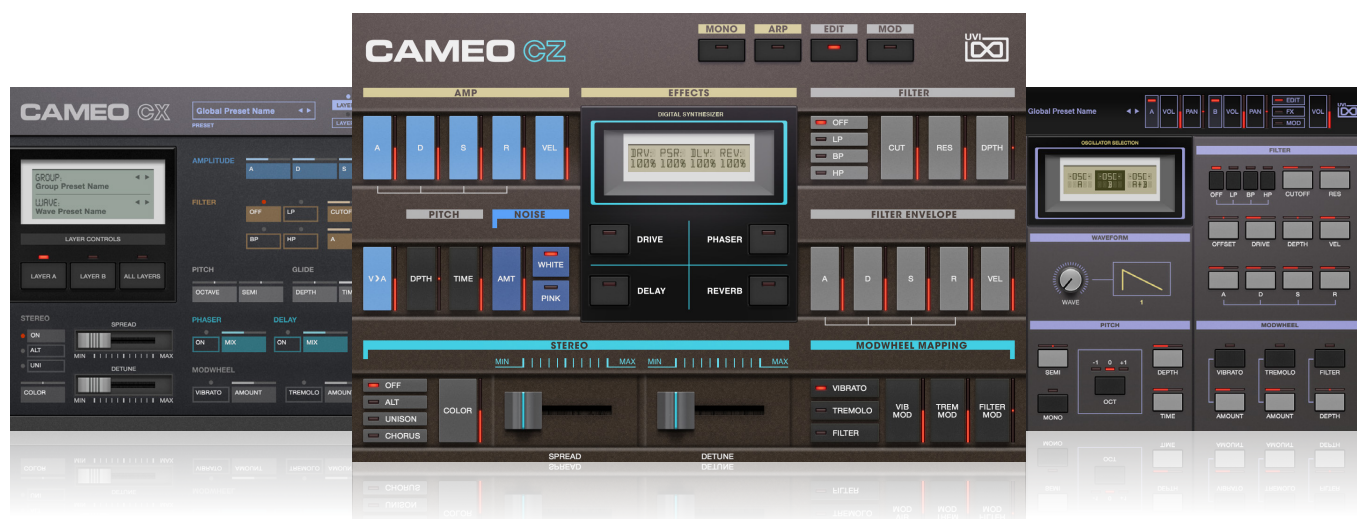 CAMEO CX
Global Preset Name
PRESET
GROUP:
Group Preset Name
WAVE:
Wave Preset Name
LAYER CONTROLS
LAYER A LAYER B ALL LAYERS
STEREO
ON
ALT
UNI
COLOR
SPREAD
MIN MAX
DETUNE
MIN MAX
AMPLITUDE
A D S
FILTER
OFF LP CUTOF
BP HP A
PITCH GLIDE
OCTAVE SEMI DEPTH TIM
PHASER DELAY
ON MIX ON MIX
MODWHEEL
VIBRATO AMOUNT TREMOLO AMOUN
CAMEO CZ
MONO ARP EDIT MOD
UVI
AMP
A D S R VEL
EFFECTS
DIGITAL SYNTHESIZER
DRV: PSR: DLY: REV:
100% 100% 100% 100%
DRIVE PHASER
DELAY REVERB
FILTER
OFF
LP
BP
HP
CUT RES DPTH
PITCH NOISE
V>A DPTH TIME AMT WHITE
PINK
FILTER ENVELOPE
A D S R VEL
STEREO
MIN MAX MIN MAX
OFF
ALT
UNISON
CHORUS
COLOR
SPREAD DETUNE
MODWHEEL MAPPING
VIBRATO
TREMOLO
FILTER
VIB MOD
TREM MOD
FILTER MOD
Global Preset Name
A VOL PAN B VOL PAN
EDIT
FX
MOD
VOL
OSCILLATOR SELECTION
OSC OSC OSC
A B A+B
WAVEFORM
WAVE 1
PITCH
SEMI
-1 0 +1
OCT
DEPTH
MONO
TIME
FILTER
OFF LP BP HP CUTOFF RES
OFFSET DRIVE DEPTH VEL
A D S R
MODWHEEL
VIBRATO TREMOLO FILTER
AMOUNT AMOUNT DEPTH